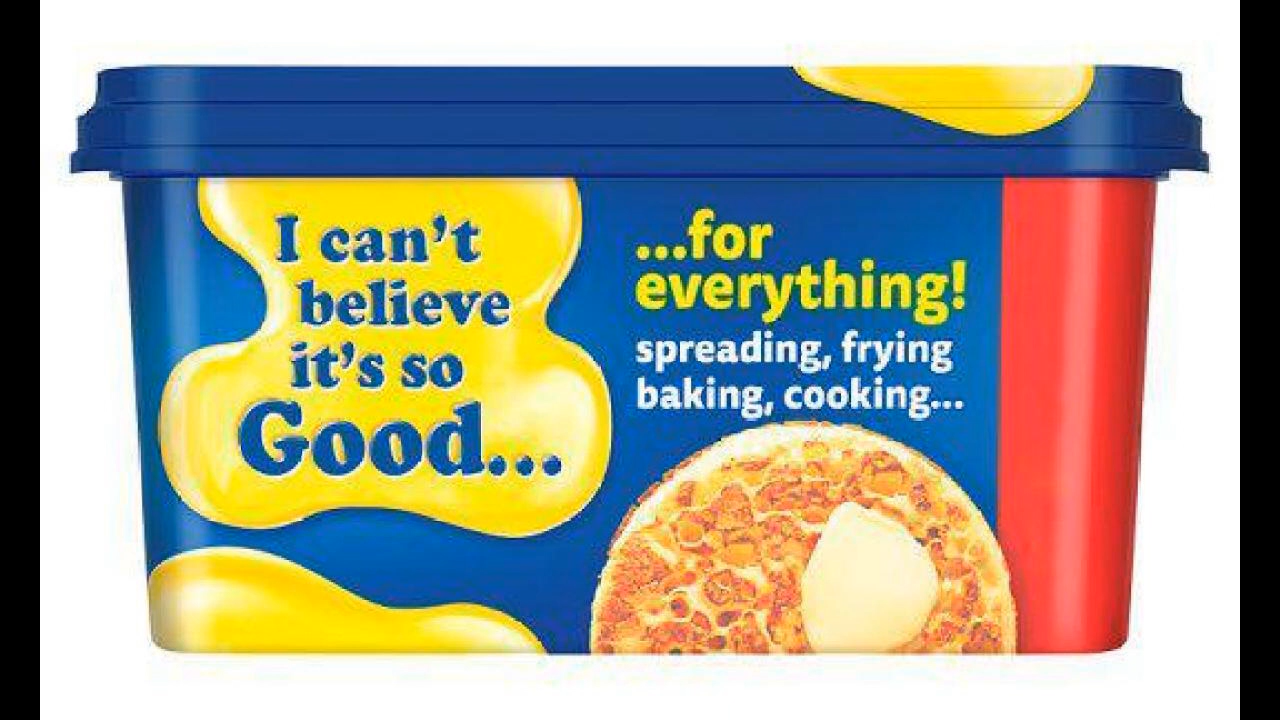 I can't
believe
it's so
Good...
...for
everything!
spreading, frying
baking, cooking...